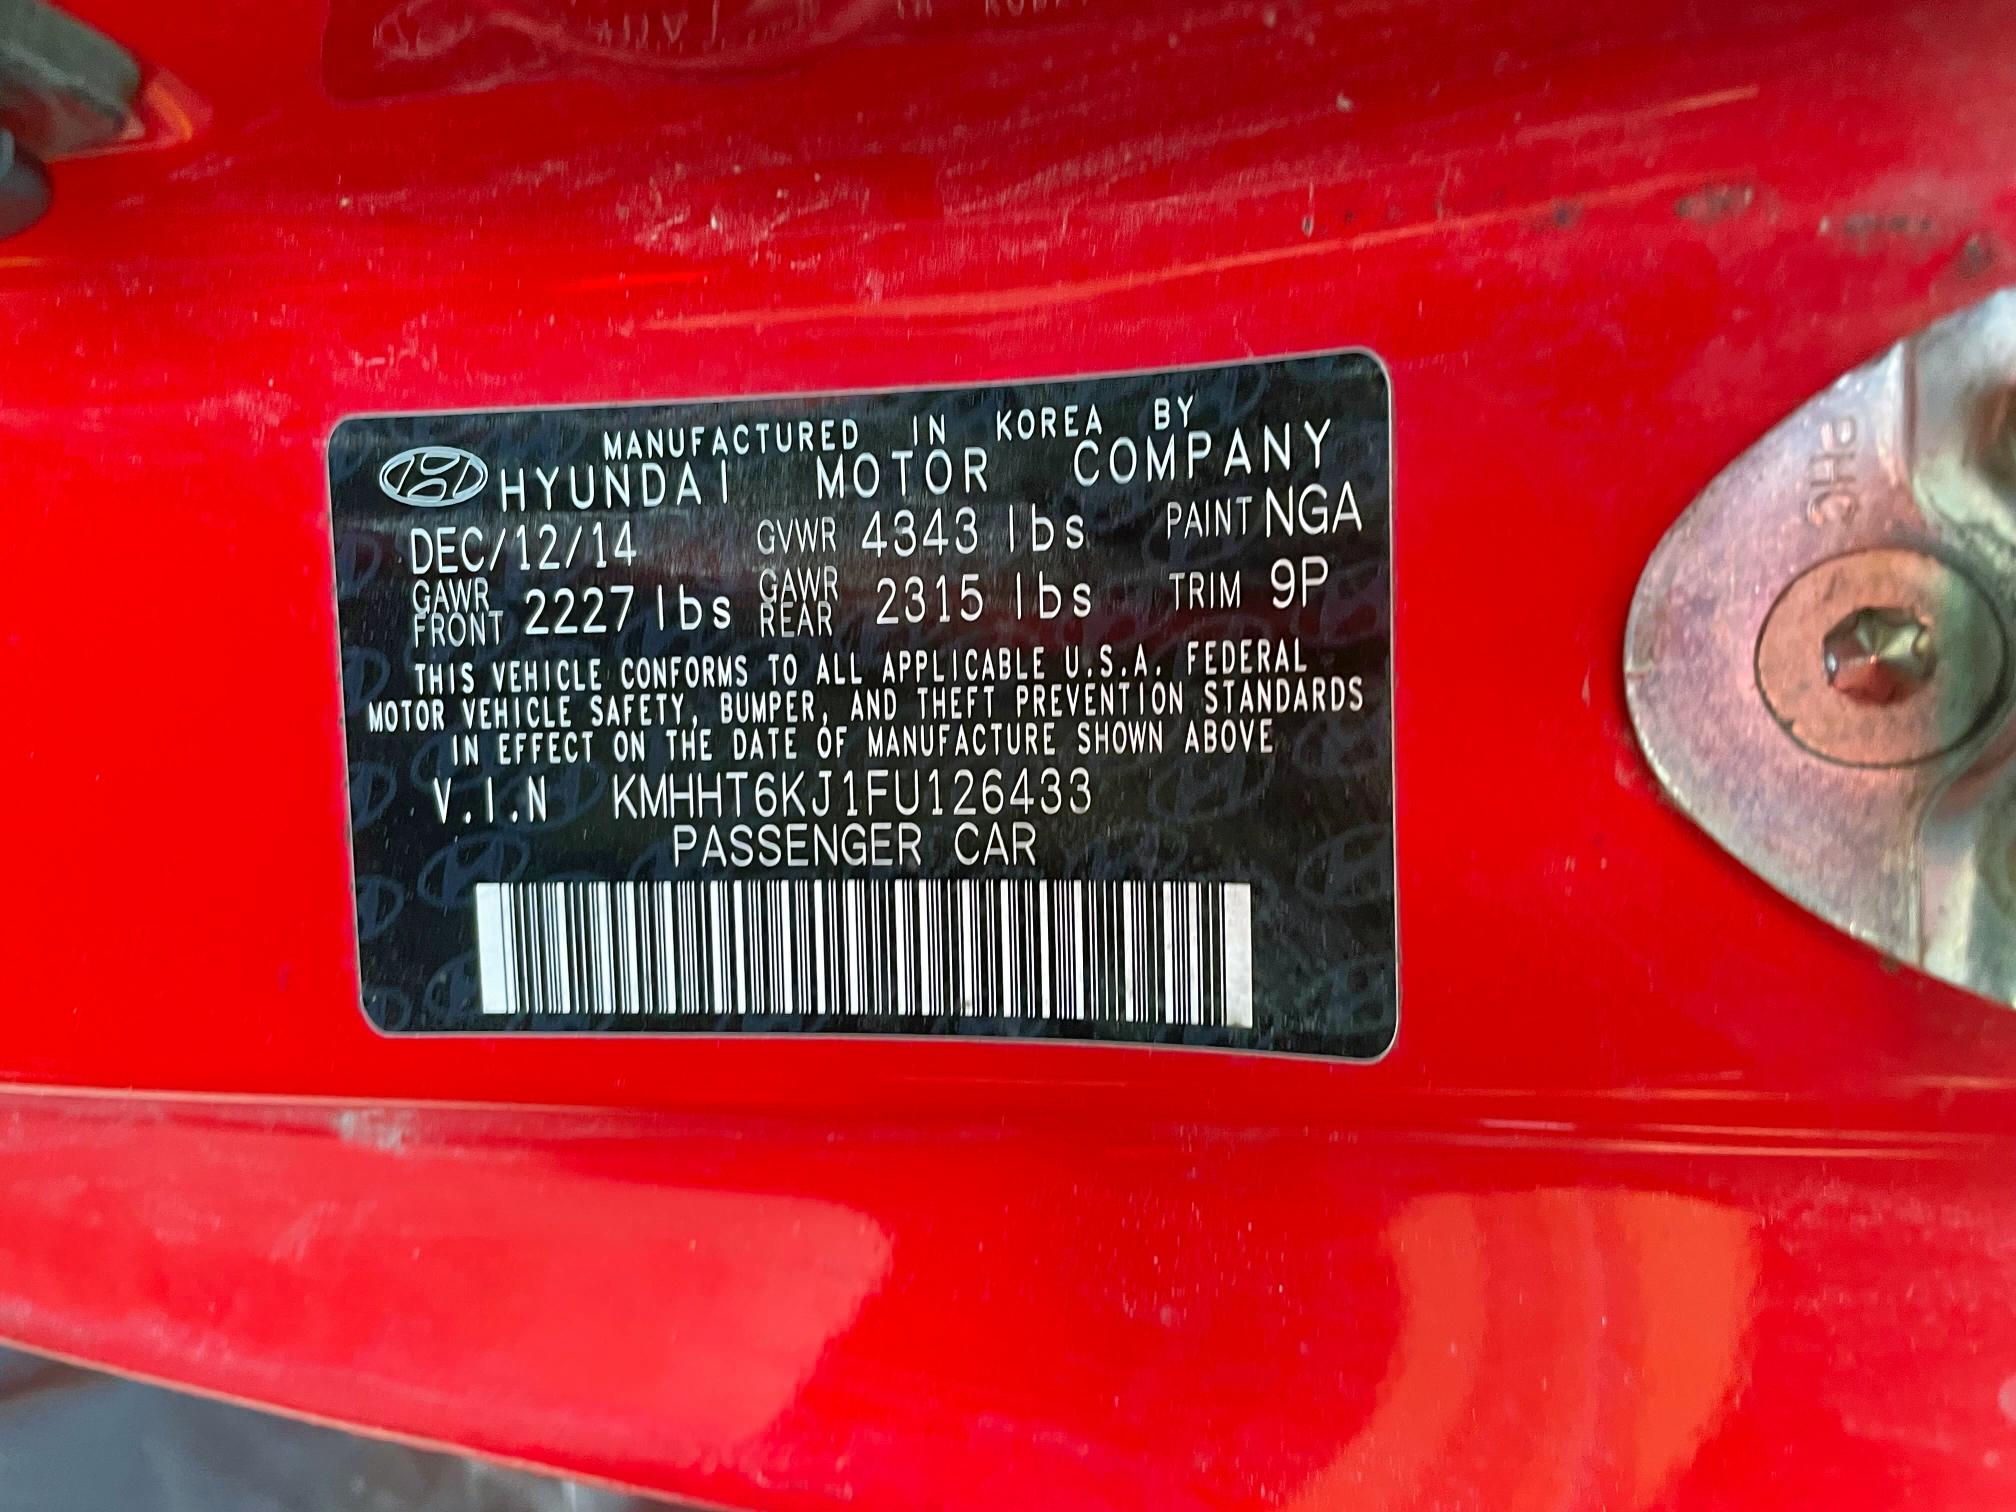 MANUFACTURED IN KOREA BY
HYUNDAI MOTOR COMPANY
DEC/12/14 GVWR 4343 lbs PAINT NGA
GAWR FRONT 2227 lbs GAWR REAR 2315 lbs TRIM 9P
THIS VEHICLE CONFORMS TO ALL APPLICABLE U.S.A. FEDERAL
MOTOR VEHICLE SAFETY, BUMPER, AND THEFT PREVENTION STANDARDS
IN EFFECT ON THE DATE OF MANUFACTURE SHOWN ABOVE
V.I.N KMHHT6KJ1FU126433
PASSENGER CAR
PHC